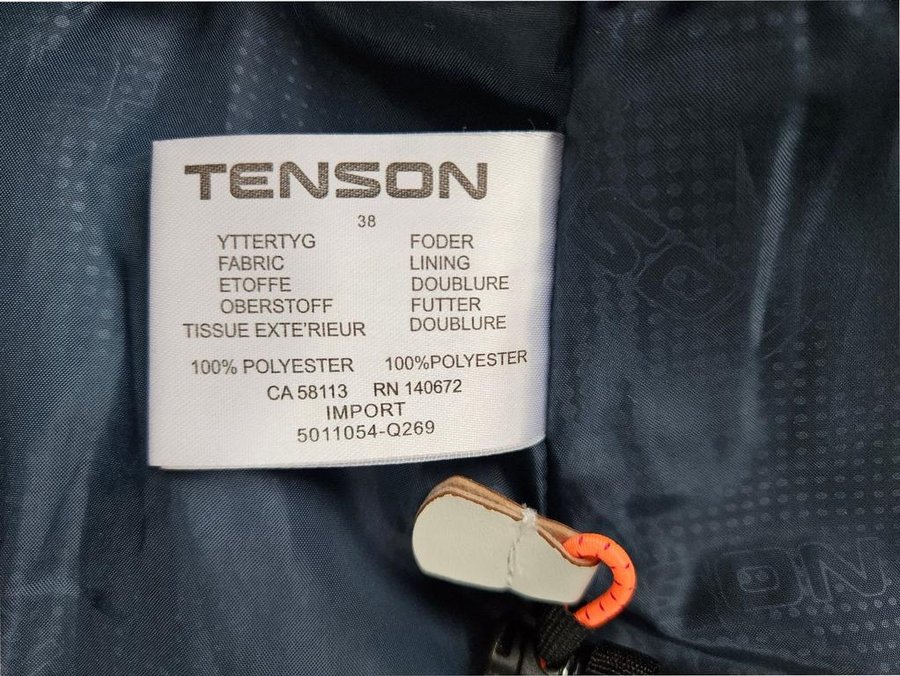 TENSON
38
YTTERTYG FODER
FABRIC LINING
ETOFFE DOUBLURE
OBERSTOFF FUTTER
TISSUE EXTE'RIEUR DOUBLURE
100% POLYESTER 100%POLYESTER
CA 58113 RN 140672
IMPORT
5011054-Q269
ON